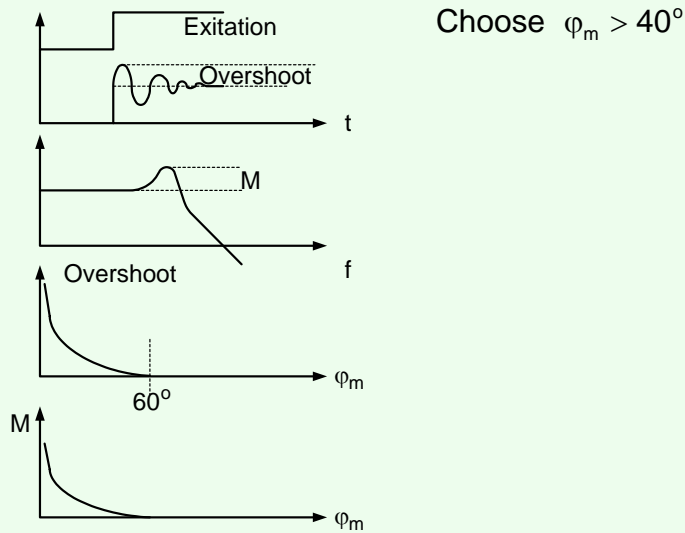 Exitation
Choose φm > 40°
Overshoot
t
M
f
Overshoot
60°
φm
M
φm